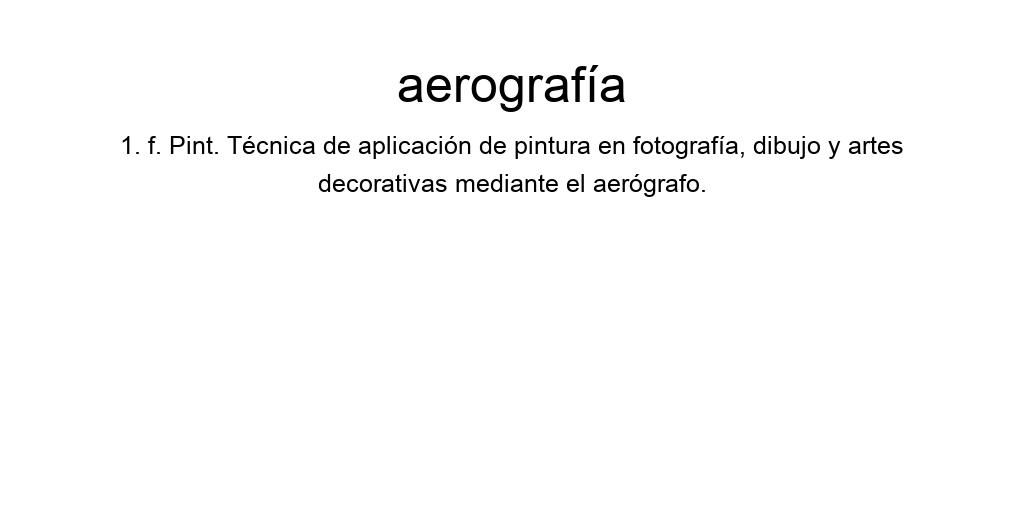 aerografía
1. f. Pint. Técnica de aplicación de pintura en fotografía, dibujo y artes
decorativas mediante el aerógrafo.